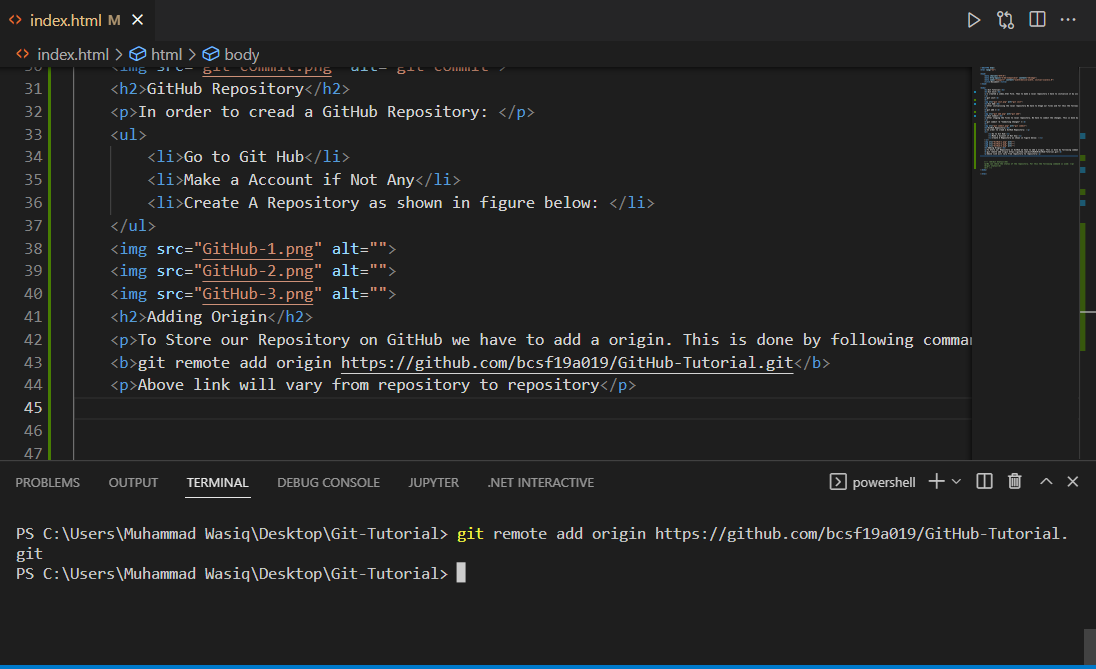 index.html M
index.html > html > body
30 <img src="git commit.png" alt="git commit">
31 <h2>GitHub Repository</h2>
32 <p>In order to cread a GitHub Repository: </p>
33 <ul>
34 <li>Go to Git Hub</li>
35 <li>Make a Account if Not Any</li>
36 <li>Create A Repository as shown in figure below: </li>
37 </ul>
38 <img src="GitHub-1.png" alt="">
39 <img src="GitHub-2.png" alt="">
40 <img src="GitHub-3.png" alt="">
41 <h2>Adding Origin</h2>
42 <p>To Store our Repository on GitHub we have to add a origin. This is done by following comma
43 <b>git remote add origin https://github.com/bcsf19a019/GitHub-Tutorial.git</b>
44 <p>Above link will vary from repository to repository</p>
45
46
47
PROBLEMS OUTPUT TERMINAL DEBUG CONSOLE JUPYTER .NET INTERACTIVE powershell
PS C:\Users\Muhammad Wasiq\Desktop\Git-Tutorial> git remote add origin https://github.com/bcsf19a019/GitHub-Tutorial.
git
PS C:\Users\Muhammad Wasiq\Desktop\Git-Tutorial>